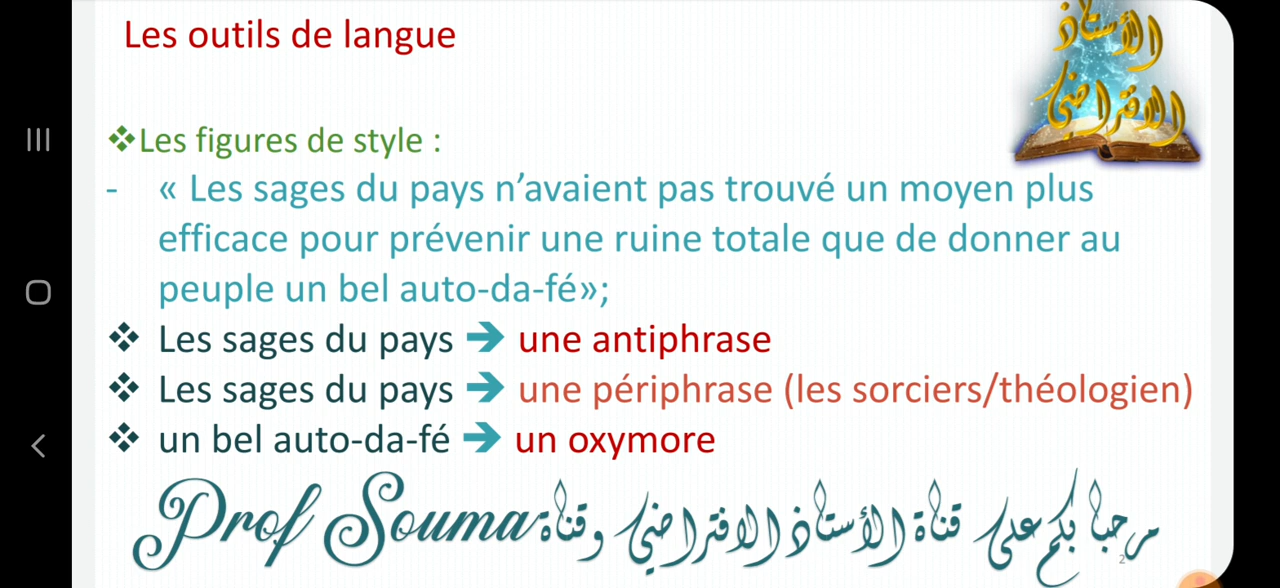 Les outils de langue
الأستاذ
الافتراضي
❖Les figures de style :
- « Les sages du pays n’avaient pas trouvé un moyen plus
efficace pour prévenir une ruine totale que de donner au
peuple un bel auto-da-fé»;
❖ Les sages du pays ➔ une antiphrase
❖ Les sages du pays ➔ une périphrase (les sorciers/théologien)
❖ un bel auto-da-fé ➔ un oxymore
مرحبا بكم على قناة الأستاذ الافتراضي وقناة Prof Souma
2